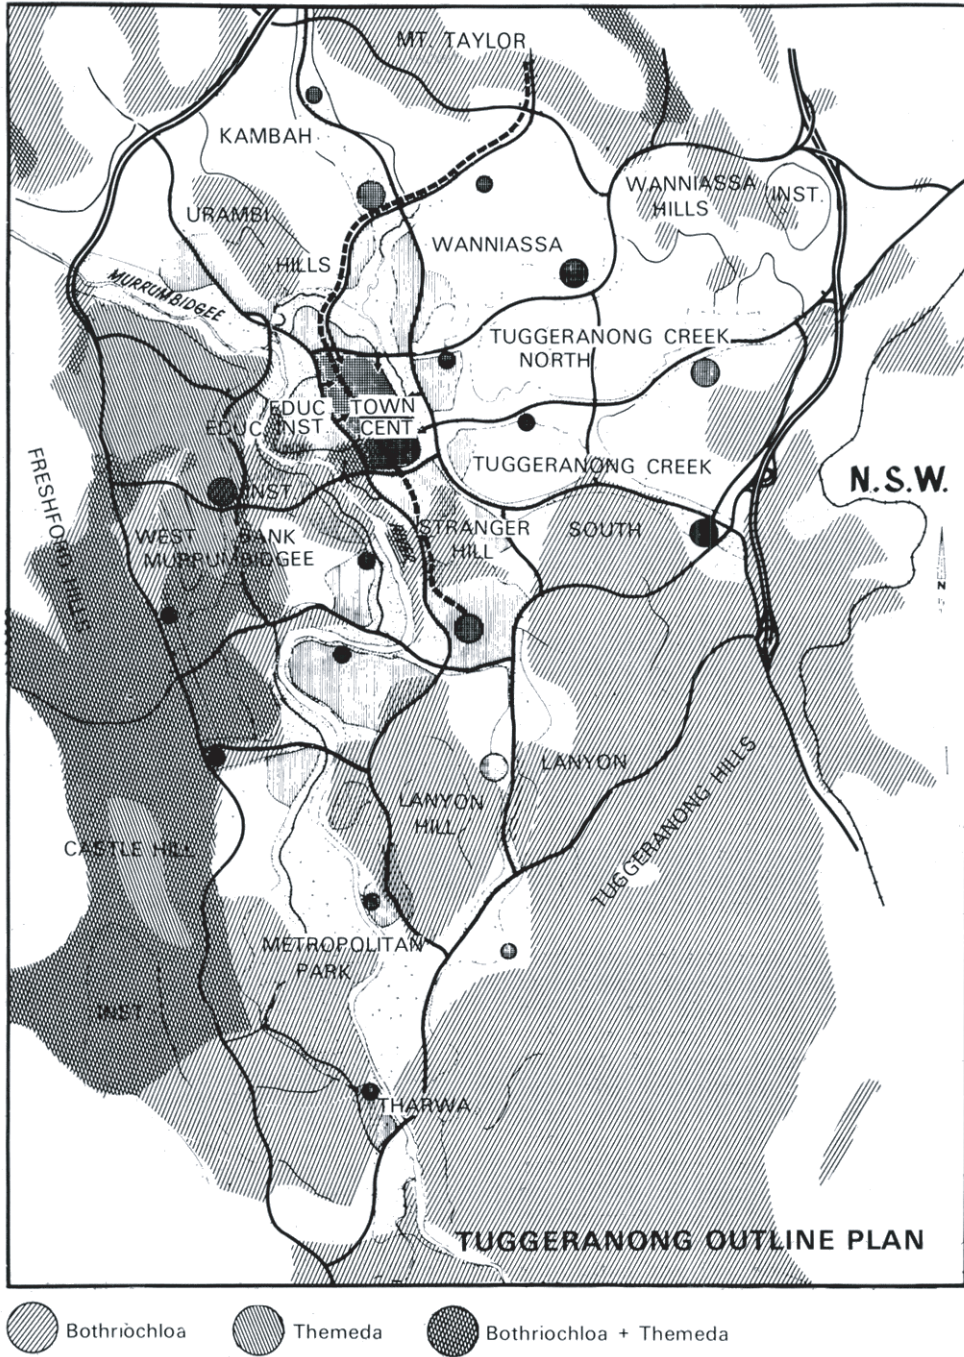 MT. TAYLOR
KAMBAH
WANNIASSA
HILLS
INST.
URAMBI
HILLS
WANNIASSA
MURRUMBIDGEE
TUGGERANONG CREEK
NORTH
EDUC
INST.
TOWN
CENT
EDUC
INST
TUGGERANONG CREEK
SOUTH
N.S.W.
FRESHFORD HILLS
STRANGER
HILL
WEST BANK
MURRUMBIDGEE
N
LANYON
LANYON
HILL
TUGGERANONG HILLS
CASTLE HILL
METROPOLITAN
PARK
INST
THARWA
TUGGERANONG OUTLINE PLAN
Bothriochloa
Themeda
Bothriochloa + Themeda